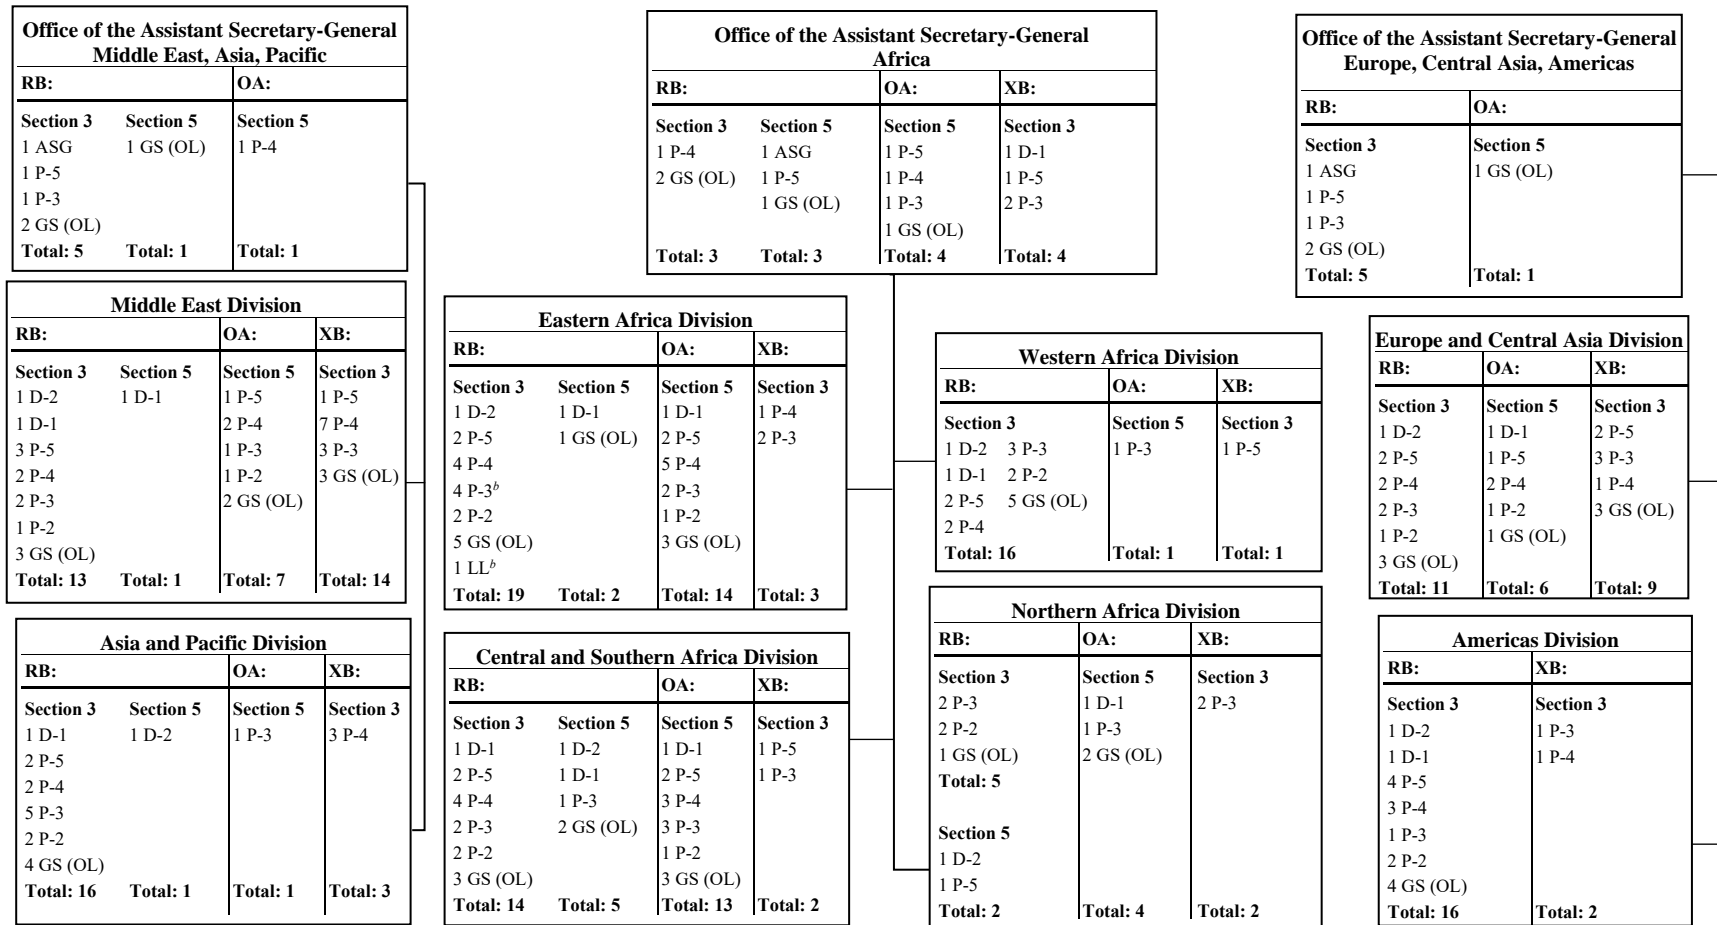 Office of the Assistant Secretary-General
Middle East, Asia, Pacific
RB: OA:
Section 3 Section 5 Section 5
1 ASG 1 GS (OL) 1 P-4
1 P-5
1 P-3
2 GS (OL)
Total: 5 Total: 1 Total: 1
Middle East Division
RB: OA: XB:
Section 3 Section 5 Section 5 Section 3
1 D-2 1 D-1 1 P-5 1 P-5
1 D-1 2 P-4 7 P-4
3 P-5 1 P-3 3 P-3
2 P-4 1 P-2 3 GS (OL)
2 P-3 2 GS (OL)
1 P-2
3 GS (OL)
Total: 13 Total: 1 Total: 7 Total: 14
Asia and Pacific Division
RB: OA: XB:
Section 3 Section 5 Section 5 Section 3
1 D-1 1 D-2 1 P-3 3 P-4
2 P-5
2 P-4
5 P-3
2 P-2
4 GS (OL)
Total: 16 Total: 1 Total: 1 Total: 3
Office of the Assistant Secretary-General
Africa
RB: OA: XB:
Section 3 Section 5 Section 5 Section 3
1 P-4 1 ASG 1 P-5 1 D-1
2 GS (OL) 1 P-5 1 P-4 1 P-5
1 GS (OL) 1 P-3 2 P-3
1 GS (OL)
Total: 3 Total: 3 Total: 4 Total: 4
Eastern Africa Division
RB: OA: XB:
Section 3 Section 5 Section 5 Section 3
1 D-2 1 D-1 1 D-1 1 P-4
2 P-5 1 GS (OL) 2 P-5 2 P-3
4 P-4 5 P-4
4 P-3b 2 P-3
2 P-2 1 P-2
5 GS (OL) 3 GS (OL)
1 LLb
Total: 19 Total: 2 Total: 14 Total: 3
Central and Southern Africa Division
RB: OA: XB:
Section 3 Section 5 Section 5 Section 3
1 D-1 1 D-2 1 D-1 1 P-5
2 P-5 1 D-1 2 P-5 1 P-3
4 P-4 1 P-3 3 P-4
2 P-3 2 GS (OL) 3 P-3
2 P-2 1 P-2
3 GS (OL) 3 GS (OL)
Total: 14 Total: 5 Total: 13 Total: 2
Western Africa Division
RB: OA: XB:
Section 3 Section 5 Section 3
1 D-2 3 P-3 1 P-3 1 P-5
1 D-1 2 P-2
2 P-5 5 GS (OL)
2 P-4
Total: 16 Total: 1 Total: 1
Northern Africa Division
RB: OA: XB:
Section 3 Section 5 Section 3
2 P-3 1 D-1 2 P-3
2 P-2 1 P-3
1 GS (OL) 2 GS (OL)
Total: 5
Section 5
1 D-2
1 P-5
Total: 2 Total: 4 Total: 2
Office of the Assistant Secretary-General
Europe, Central Asia, Americas
RB: OA:
Section 3 Section 5
1 ASG 1 GS (OL)
1 P-5
1 P-3
2 GS (OL)
Total: 5 Total: 1
Europe and Central Asia Division
RB: OA: XB:
Section 3 Section 5 Section 3
1 D-2 1 D-1 2 P-5
2 P-5 1 P-5 3 P-3
2 P-4 2 P-4 1 P-4
2 P-3 1 P-2 3 GS (OL)
1 P-2 1 GS (OL)
3 GS (OL)
Total: 11 Total: 6 Total: 9
Americas Division
RB: XB:
Section 3 Section 3
1 D-2 1 P-3
1 D-1 1 P-4
4 P-5
3 P-4
1 P-3
2 P-2
4 GS (OL)
Total: 16 Total: 2